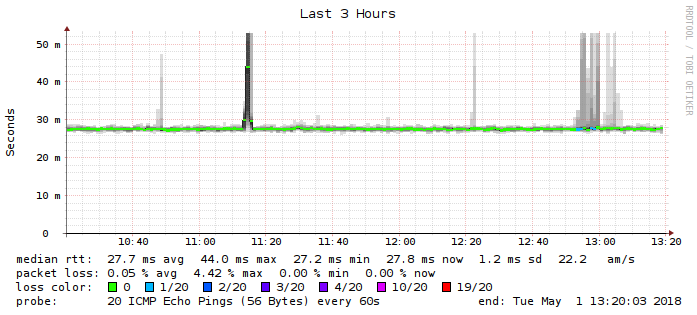 Last 3 Hours
RRDTOOL / TOBI OETIKER
Seconds
50 m
40 m
30 m
20 m
10 m
0
10:40 11:00 11:20 11:40 12:00 12:20 12:40 13:00 13:20
median rtt: 27.7 ms avg 44.0 ms max 27.2 ms min 27.8 ms now 1.2 ms sd 22.2 am/s
packet loss: 0.05 % avg 4.42 % max 0.00 % min 0.00 % now
loss color: 0 1/20 2/20 3/20 4/20 10/20 19/20
probe: 20 ICMP Echo Pings (56 Bytes) every 60s end: Tue May 1 13:20:03 2018